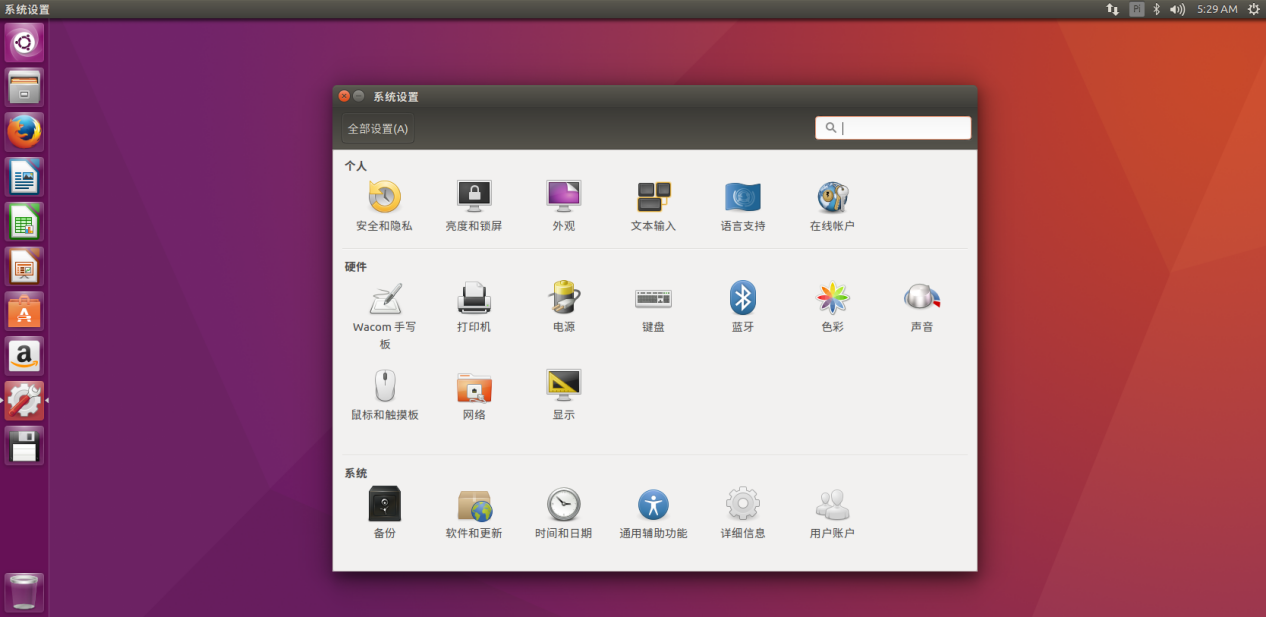 系统设置
Pi
5:29 AM
系统设置
全部设置(A)
个人
安全和隐私
亮度和锁屏
外观
文本输入
语言支持
在线帐户
硬件
Wacom 手写
板
打印机
电源
键盘
蓝牙
色彩
声音
鼠标和触摸板
网络
显示
系统
备份
软件和更新
时间和日期
通用辅助功能
详细信息
用户账户